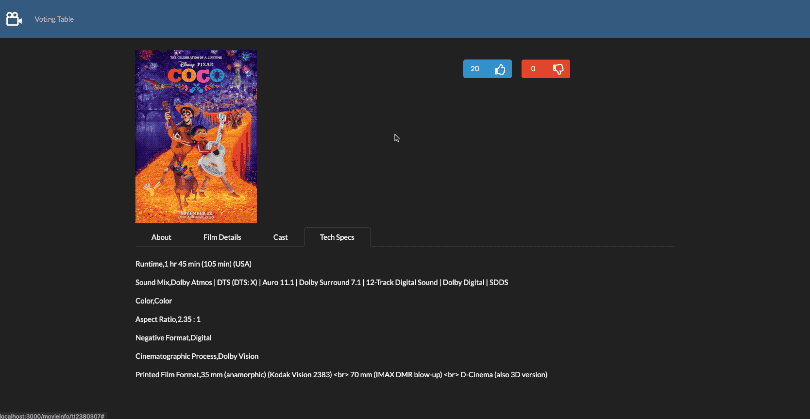 Voting Table
THE CELEBRATION OF A LIFETIME
DISNEY · PIXAR
COCO
NOVEMBER 22
20
0
About
Film Details
Cast
Tech Specs
Runtime,1 hr 45 min (105 min) (USA)
Sound Mix,Dolby Atmos | DTS (DTS: X) | Auro 11.1 | Dolby Surround 7.1 | 12-Track Digital Sound | Dolby Digital | SDDS
Color,Color
Aspect Ratio,2.35 : 1
Negative Format,Digital
Cinematographic Process,Dolby Vision
Printed Film Format,35 mm (anamorphic) (Kodak Vision 2383) <br> 70 mm (IMAX DMR blow-up) <br> D-Cinema (also 3D version)
localhost:3000/movieinfo/tt2380307#